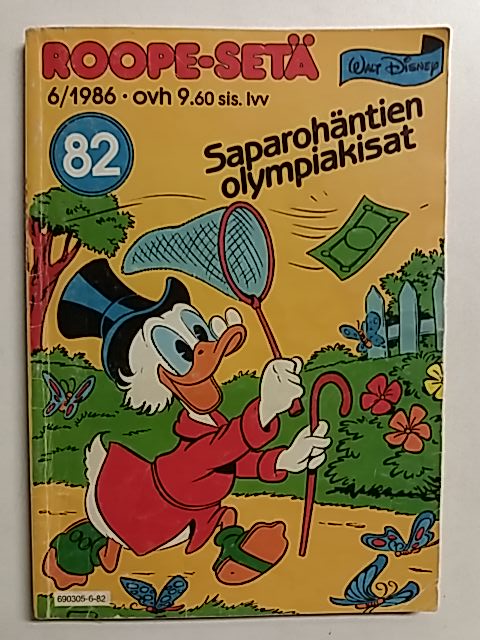 ROOPE-SETÄ
WALT DISNEY
6/1986 · ovh 9.60 sis. lvv
82
Saparohäntien
olympiakisat
690305-6-82